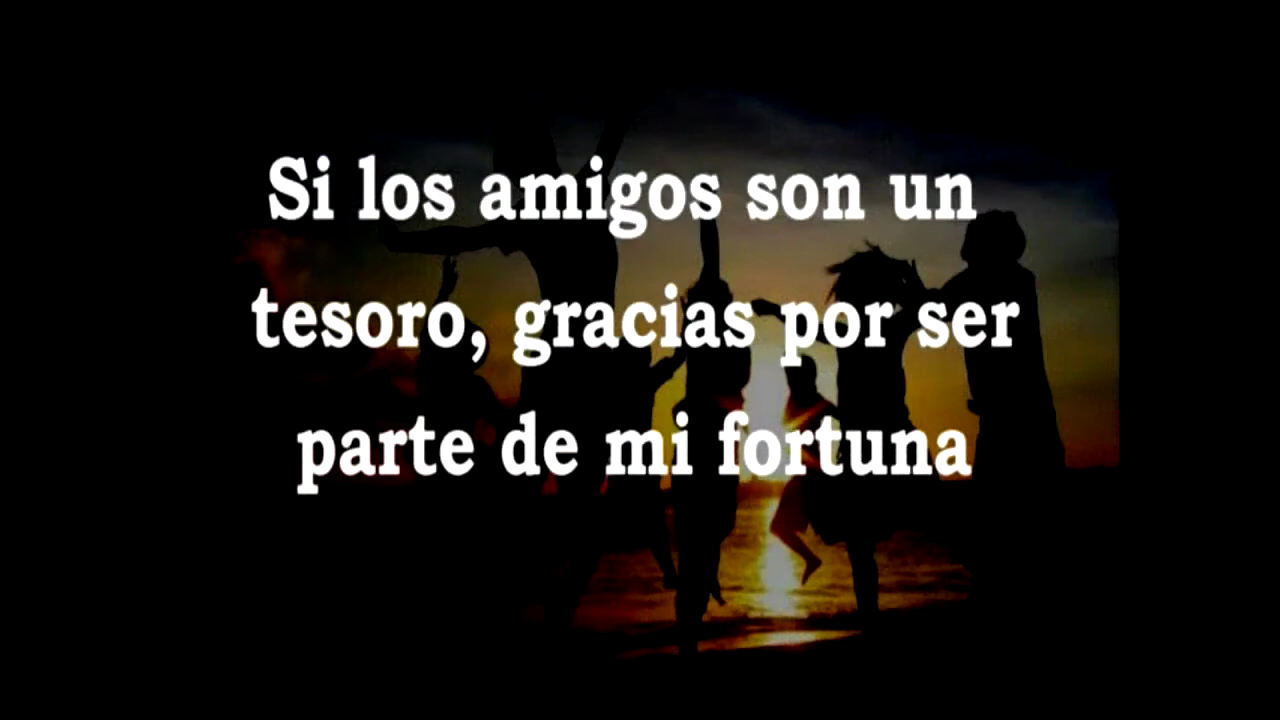 Si los amigos son un
tesoro, gracias por ser
parte de mi fortuna